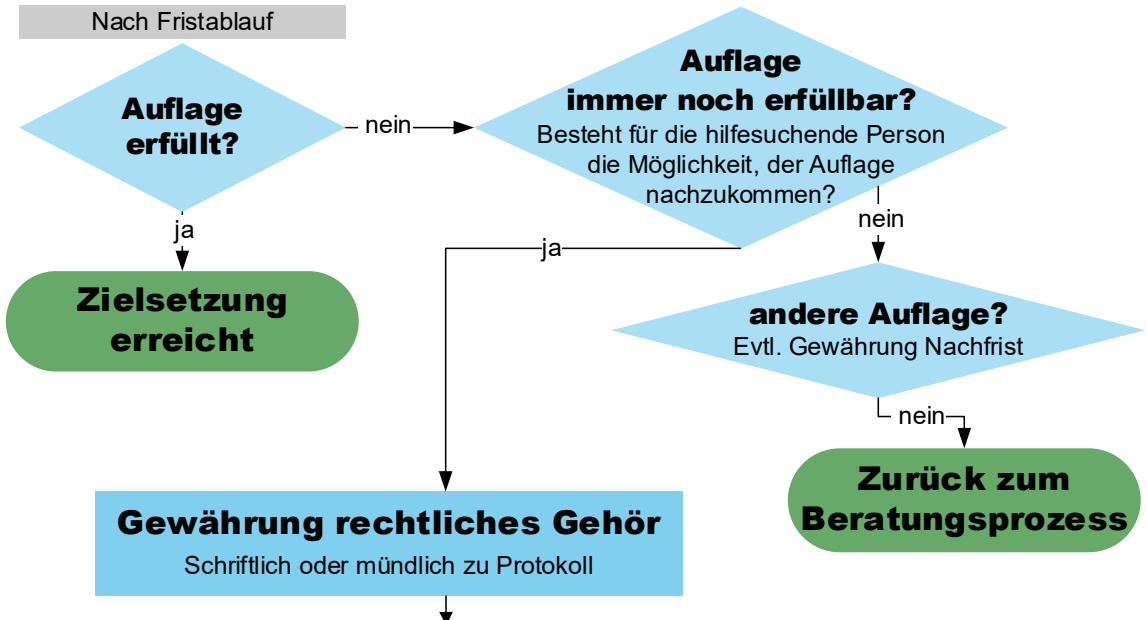 Nach Fristablauf
Auflage
erfüllt?
nein
Auflage
immer noch erfüllbar?
Besteht für die hilfesuchende Person
die Möglichkeit, der Auflage
nachzukommen?
ja
nein
ja
Zielsetzung
erreicht
andere Auflage?
Evtl. Gewährung Nachfrist
nein
Zurück zum
Beratungsprozess
Gewährung rechtliches Gehör
Schriftlich oder mündlich zu Protokoll